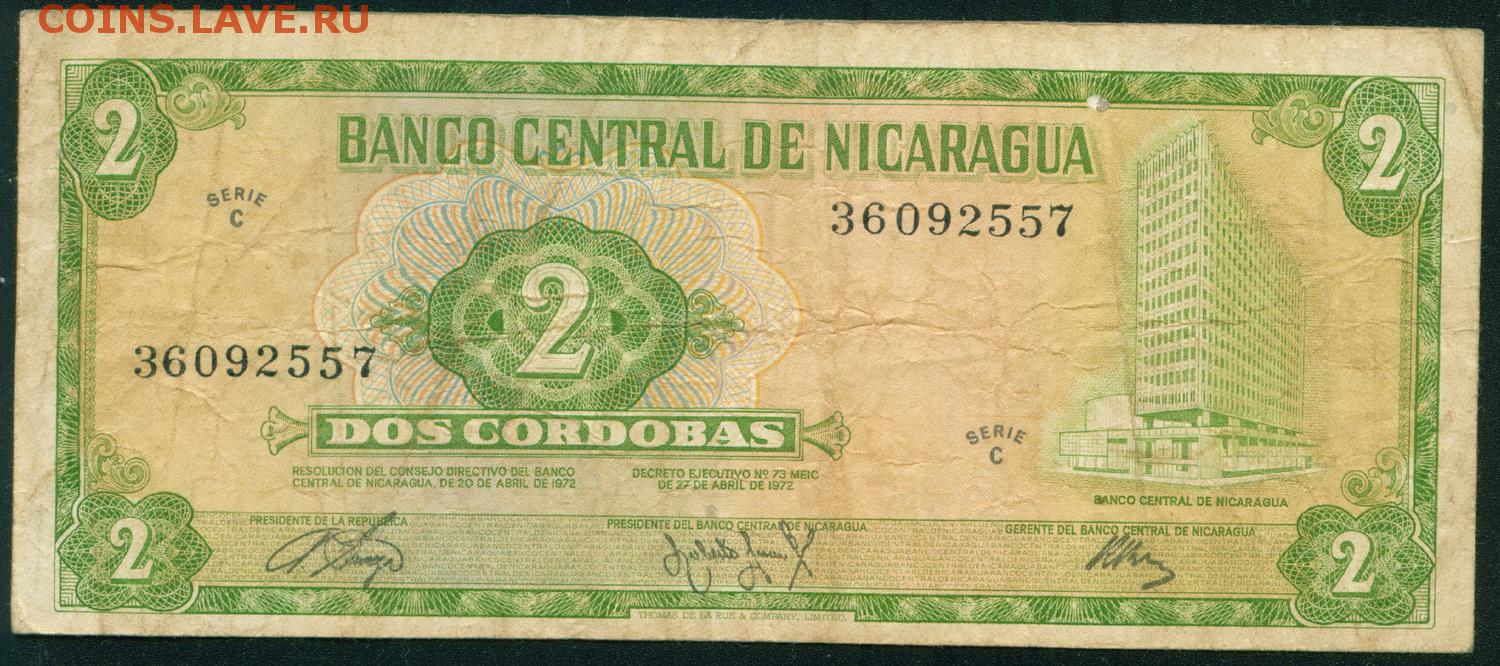 COINS.LAVE.RU
2
2
BANCO CENTRAL DE NICARAGUA
SERIE
C
36092557
2
36092557
DOS CORDOBAS
SERIE
C
RESOLUCION DEL CONSEJO DIRECTIVO DEL BANCO
CENTRAL DE NICARAGUA, DE 20 DE ABRIL DE 1972
DECRETO EJECUTIVO Nº 73-MEIC
DE 27 DE ABRIL DE 1972
BANCO CENTRAL DE NICARAGUA
PRESIDENTE DE LA REPUBLICA
PRESIDENTE DEL BANCO CENTRAL DE NICARAGUA
GERENTE DEL BANCO CENTRAL DE NICARAGUA
2
2
THOMAS DE LA RUE & COMPANY, LIMITED.